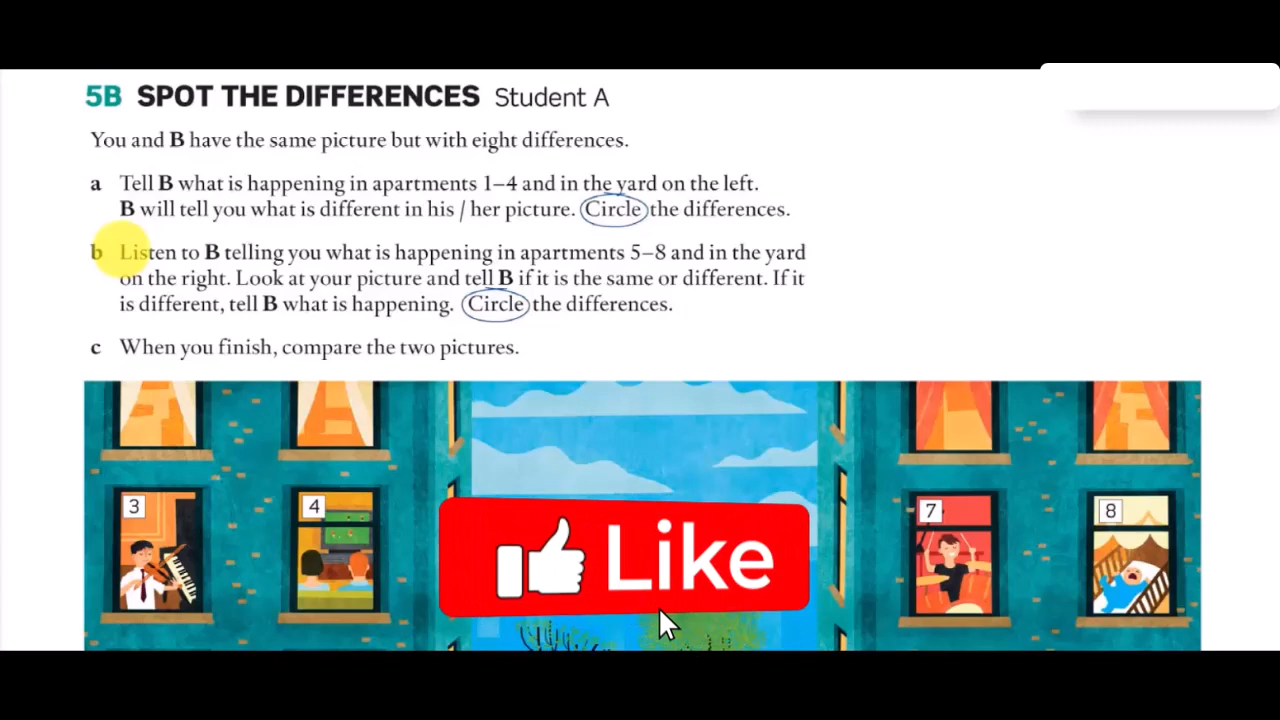 5B SPOT THE DIFFERENCES Student A
You and B have the same picture but with eight differences.
a Tell B what is happening in apartments 1–4 and in the yard on the left.
B will tell you what is different in his / her picture. Circle the differences.
b Listen to B telling you what is happening in apartments 5–8 and in the yard
on the right. Look at your picture and tell B if it is the same or different. If it
is different, tell B what is happening. Circle the differences.
c When you finish, compare the two pictures.
3
4
7
8
Like